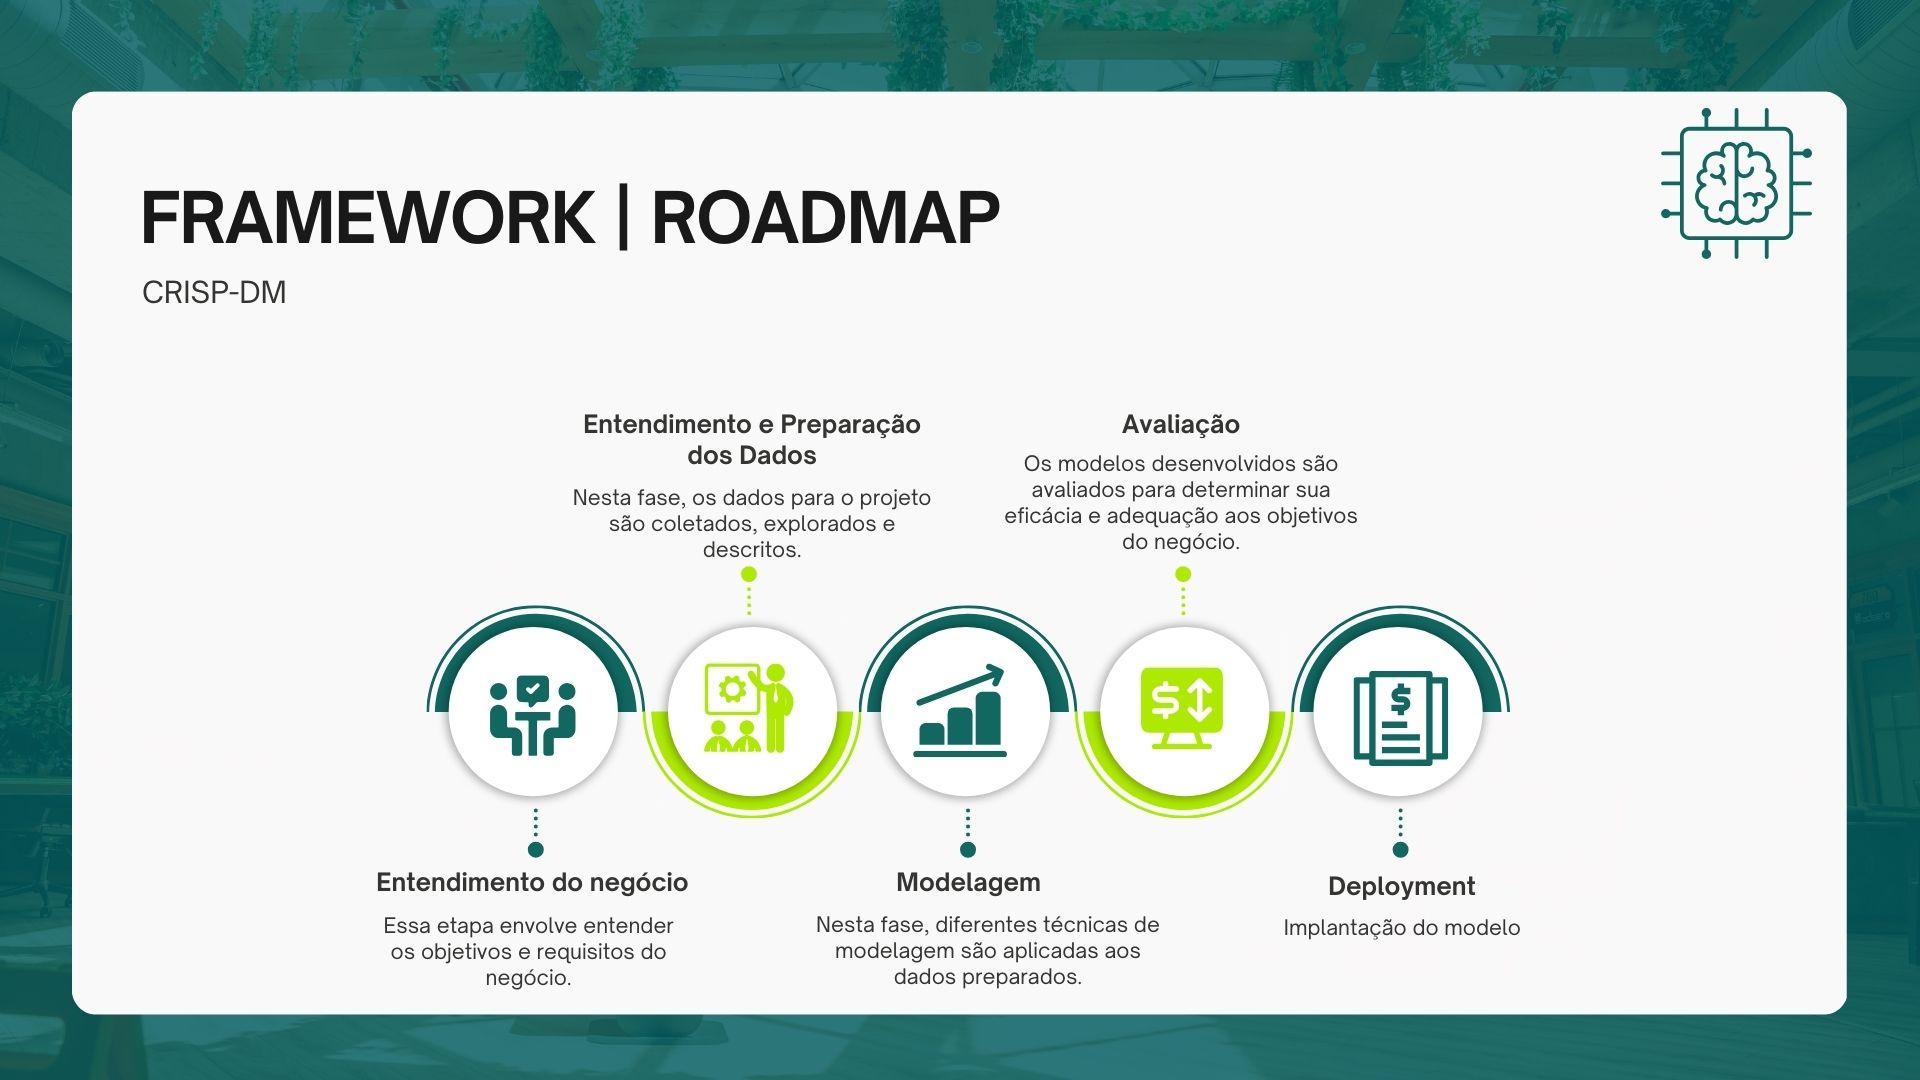 FRAMEWORK | ROADMAP
CRISP-DM
Entendimento e Preparação
dos Dados
Nesta fase, os dados para o projeto
são coletados, explorados e
descritos.
Avaliação
Os modelos desenvolvidos são
avaliados para determinar sua
eficácia e adequação aos objetivos
do negócio.
$
$
Entendimento do negócio
Essa etapa envolve entender
os objetivos e requisitos do
negócio.
Modelagem
Nesta fase, diferentes técnicas de
modelagem são aplicadas aos
dados preparados.
Deployment
Implantação do modelo